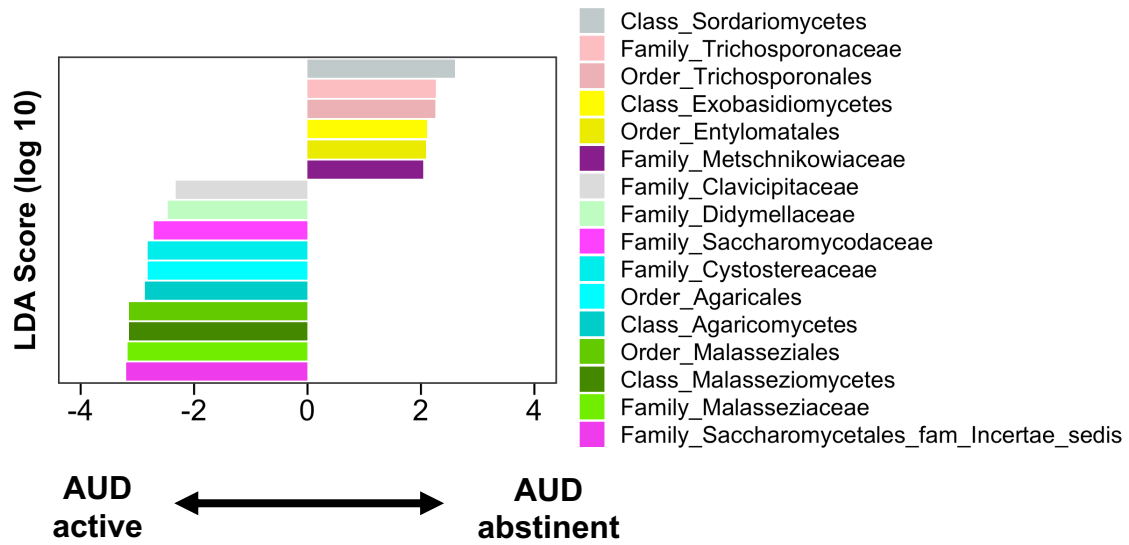 LDA Score (log 10)
-4
-2
0
2
4
Class_Sordariomycetes
Family_Trichosporonaceae
Order_Trichosporonales
Class_Exobasidiomycetes
Order_Entylomatales
Family_Metschnikowiaceae
Family_Clavicipitaceae
Family_Didymellaceae
Family_Saccharomycodaceae
Family_Cystostereaceae
Order_Agaricales
Class_Agaricomycetes
Order_Malasseziales
Class_Malasseziomycetes
Family_Malasseziaceae
Family_Saccharomycetales_fam_Incertae_sedis
AUD
active
AUD
abstinent